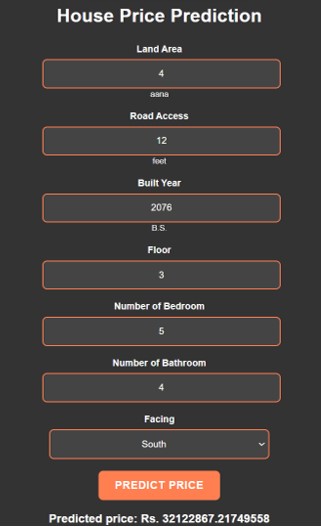 House Price Prediction
Land Area
4
aana
Road Access
12
feet
Built Year
2076
B.S.
Floor
3
Number of Bedroom
5
Number of Bathroom
4
Facing
South
PREDICT PRICE
Predicted price: Rs. 32122867.21749558